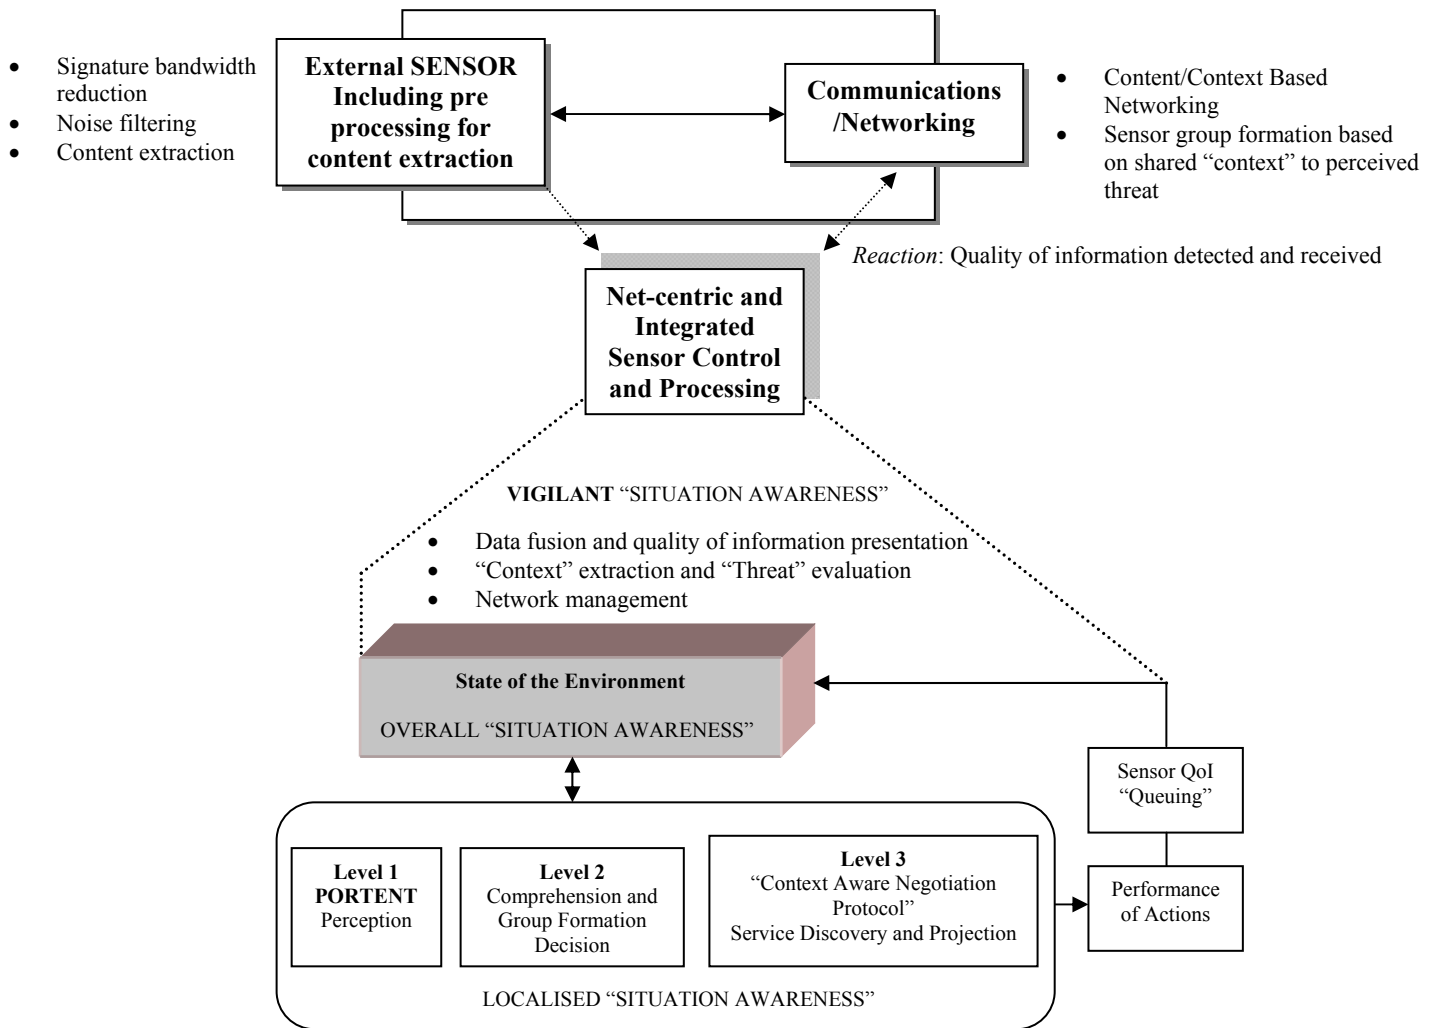 External SENSOR
Including pre
processing for
content extraction
• Signature bandwidth
reduction
• Noise filtering
• Content extraction
Communications
/Networking
• Content/Context Based
Networking
• Sensor group formation based
on shared “context” to perceived
threat
Reaction: Quality of information detected and received
Net-centric and
Integrated
Sensor Control
and Processing
VIGILANT “SITUATION AWARENESS”
• Data fusion and quality of information presentation
• “Context” extraction and “Threat” evaluation
• Network management
State of the Environment
OVERALL “SITUATION AWARENESS”
Sensor QoI
“Queuing”
Level 1
PORTENT
Perception
Level 2
Comprehension and
Group Formation
Decision
Level 3
“Context Aware Negotiation
Protocol”
Service Discovery and Projection
Performance
of Actions
LOCALISED “SITUATION AWARENESS”